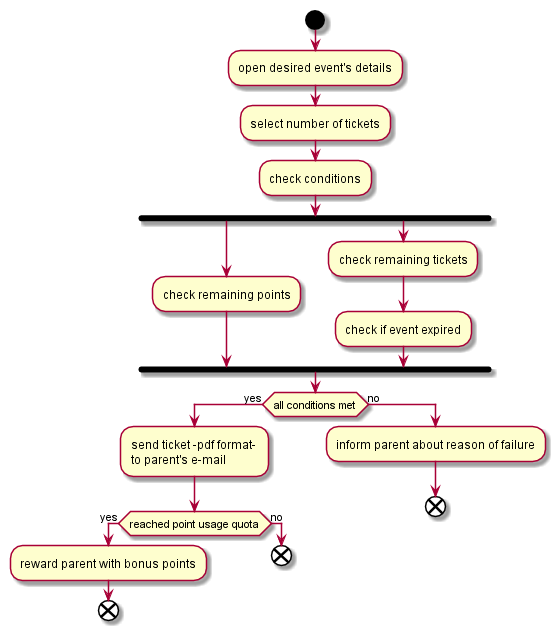 open desired event's details
select number of tickets
check conditions
check remaining points
check remaining tickets
check if event expired
yes
all conditions met
no
send ticket -pdf format-
to parent's e-mail
inform parent about reason of failure
yes
reached point usage quota
no
reward parent with bonus points